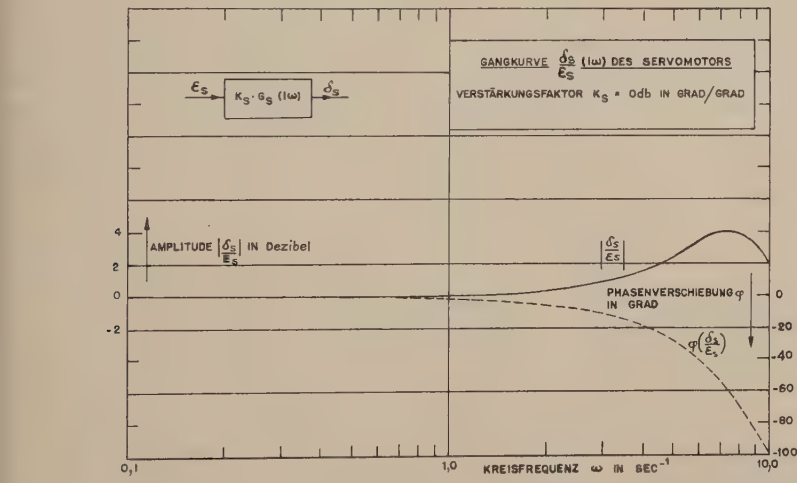 GANGKURVE δs/εs (iω) DES SERVOMOTORS
VERSTÄRKUNGSFAKTOR Ks = 0db IN GRAD/GRAD
εs
Ks · Gs (iω)
δs
AMPLITUDE |δs/εs| IN Dezibel
4
2
0
-2
|δs/εs|
PHASENVERSCHIEBUNG φ
IN GRAD
φ(δs/εs)
0
-20
-40
-60
-80
-100
0,1
1,0
10,0
KREISFREQUENZ ω IN SEC⁻¹